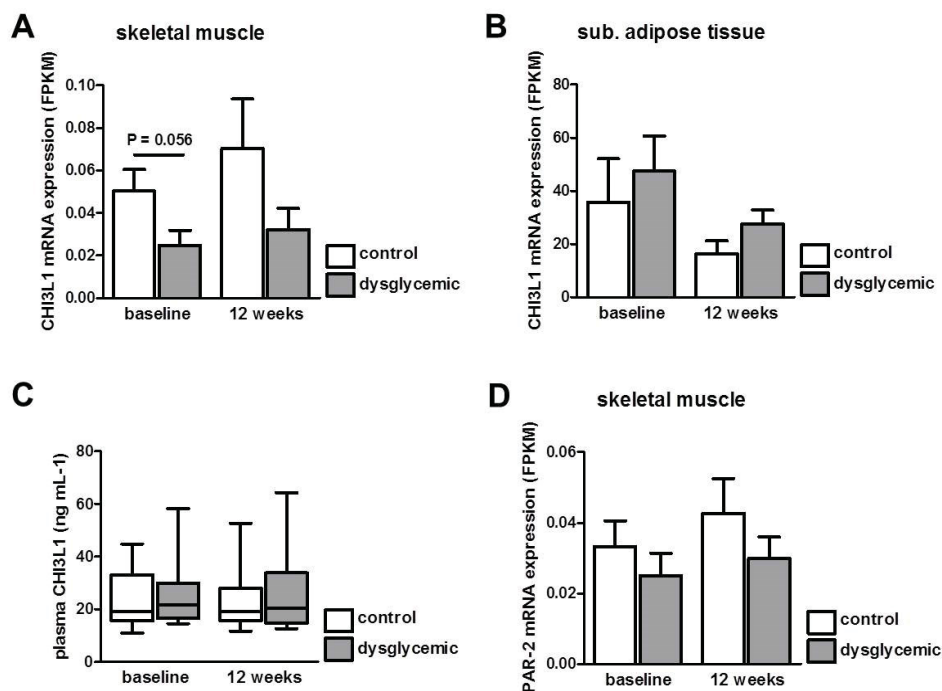 A
skeletal muscle
CHI3L1 mRNA expression (FPKM)
0.10
0.08
0.06
0.04
0.02
0.00
P = 0.056
baseline
12 weeks
control
dysglycemic
B
sub. adipose tissue
CHI3L1 mRNA expression (FPKM)
80
60
40
20
0
baseline
12 weeks
control
dysglycemic
C
plasma CHI3L1 (ng mL-1)
80
60
40
20
0
baseline
12 weeks
control
dysglycemic
D
skeletal muscle
PAR-2 mRNA expression (FPKM)
0.06
0.04
0.02
0.00
baseline
12 weeks
control
dysglycemic